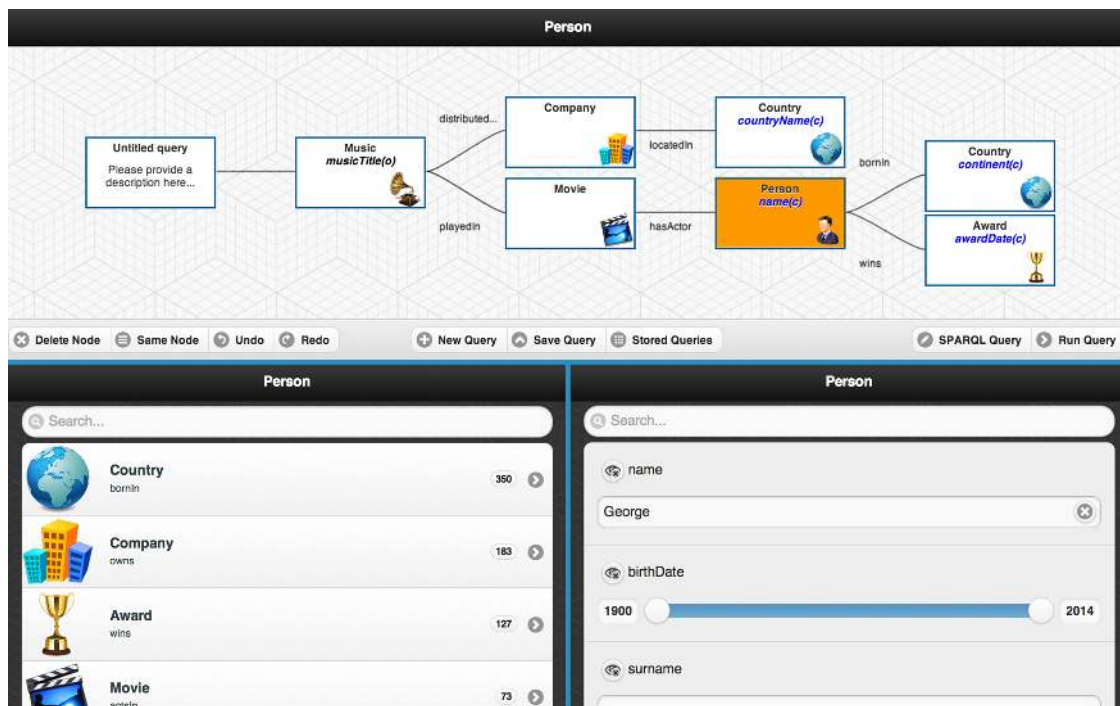 Person
Untitled query
Please provide a
description here...
Music
musicTitle(o)
distributed...
playedIn
Company
Movie
locatedIn
hasActor
Country
countryName(c)
Person
name(c)
bornIn
wins
Country
continent(c)
Award
awardDate(c)
Delete Node
Same Node
Undo
Redo
New Query
Save Query
Stored Queries
SPARQL Query
Run Query
Person
Search...
Country
bornIn
350
Company
owns
183
Award
wins
127
Movie
actsIn
73
Person
Search...
name
George
birthDate
1900
2014
surname